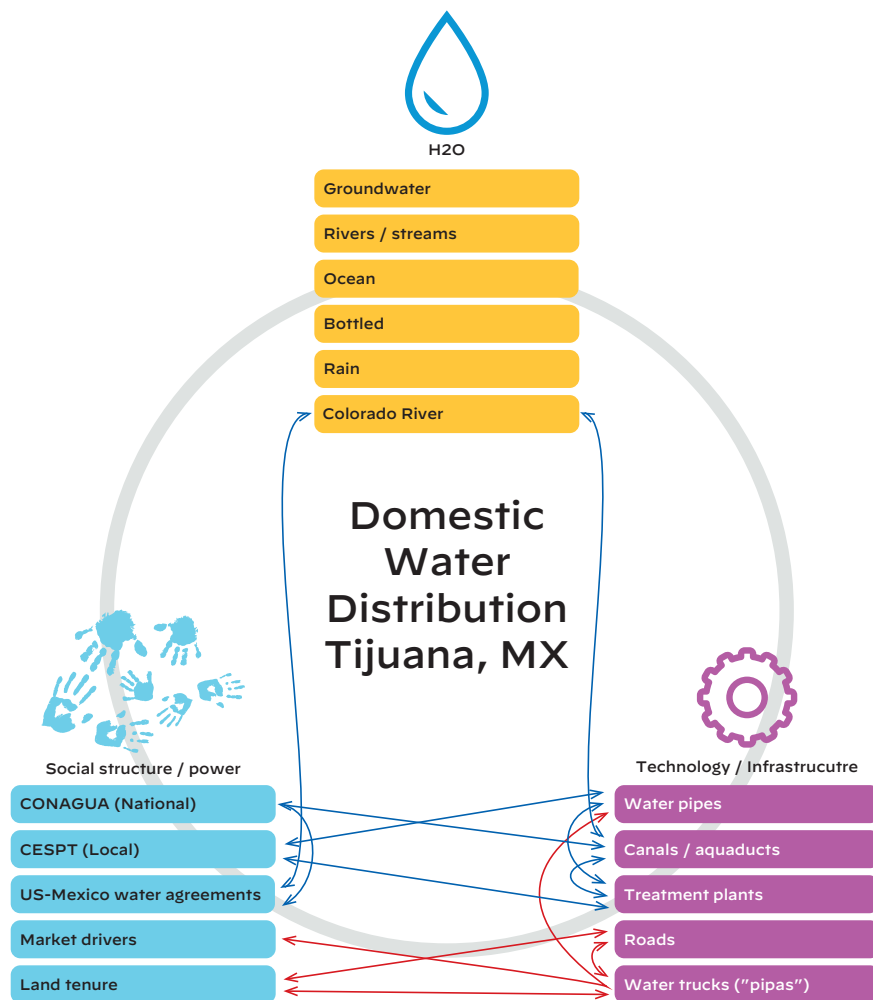 H2O
Groundwater
Rivers / streams
Ocean
Bottled
Rain
Colorado River
Domestic
Water
Distribution
Tijuana, MX
Social structure / power
CONAGUA (National)
CESPT (Local)
US-Mexico water agreements
Market drivers
Land tenure
Technology / Infrastrucutre
Water pipes
Canals / aquaducts
Treatment plants
Roads
Water trucks ("pipas")